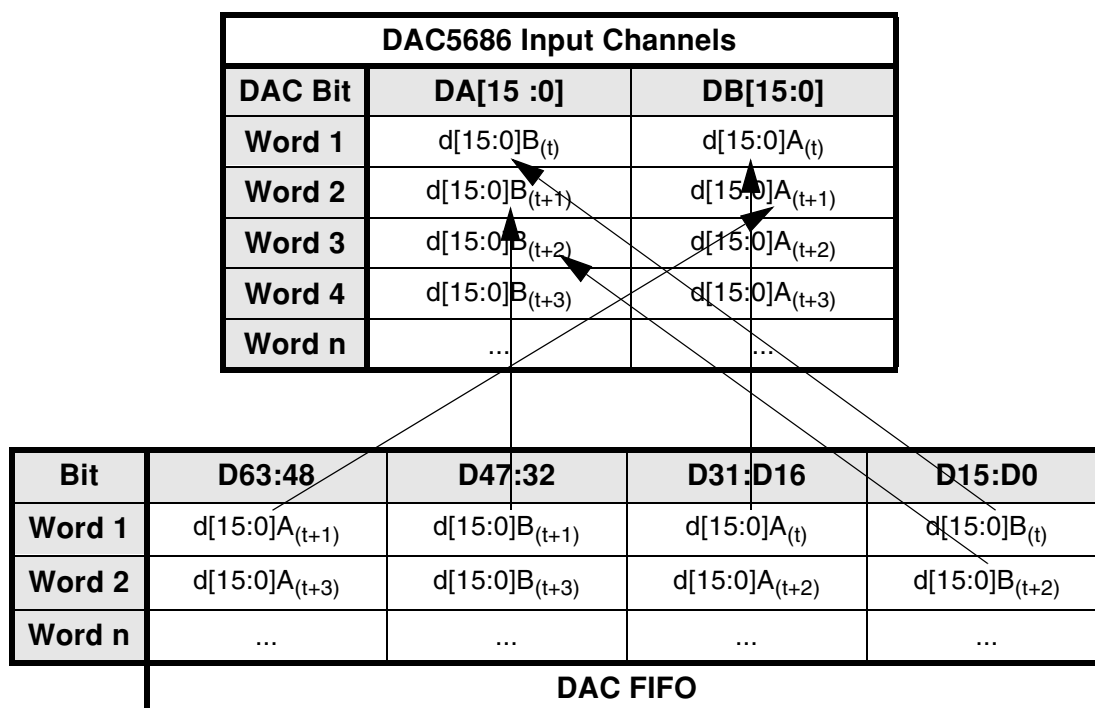 DAC5686 Input Channels
DAC Bit DA[15 :0] DB[15:0]
Word 1 d[15:0]B(t) d[15:0]A(t)
Word 2 d[15:0]B(t+1) d[15:0]A(t+1)
Word 3 d[15:0]B(t+2) d[15:0]A(t+2)
Word 4 d[15:0]B(t+3) d[15:0]A(t+3)
Word n ... ...
Bit D63:48 D47:32 D31:D16 D15:D0
Word 1 d[15:0]A(t+1) d[15:0]B(t+1) d[15:0]A(t) d[15:0]B(t)
Word 2 d[15:0]A(t+3) d[15:0]B(t+3) d[15:0]A(t+2) d[15:0]B(t+2)
Word n ... ... ... ...
DAC FIFO